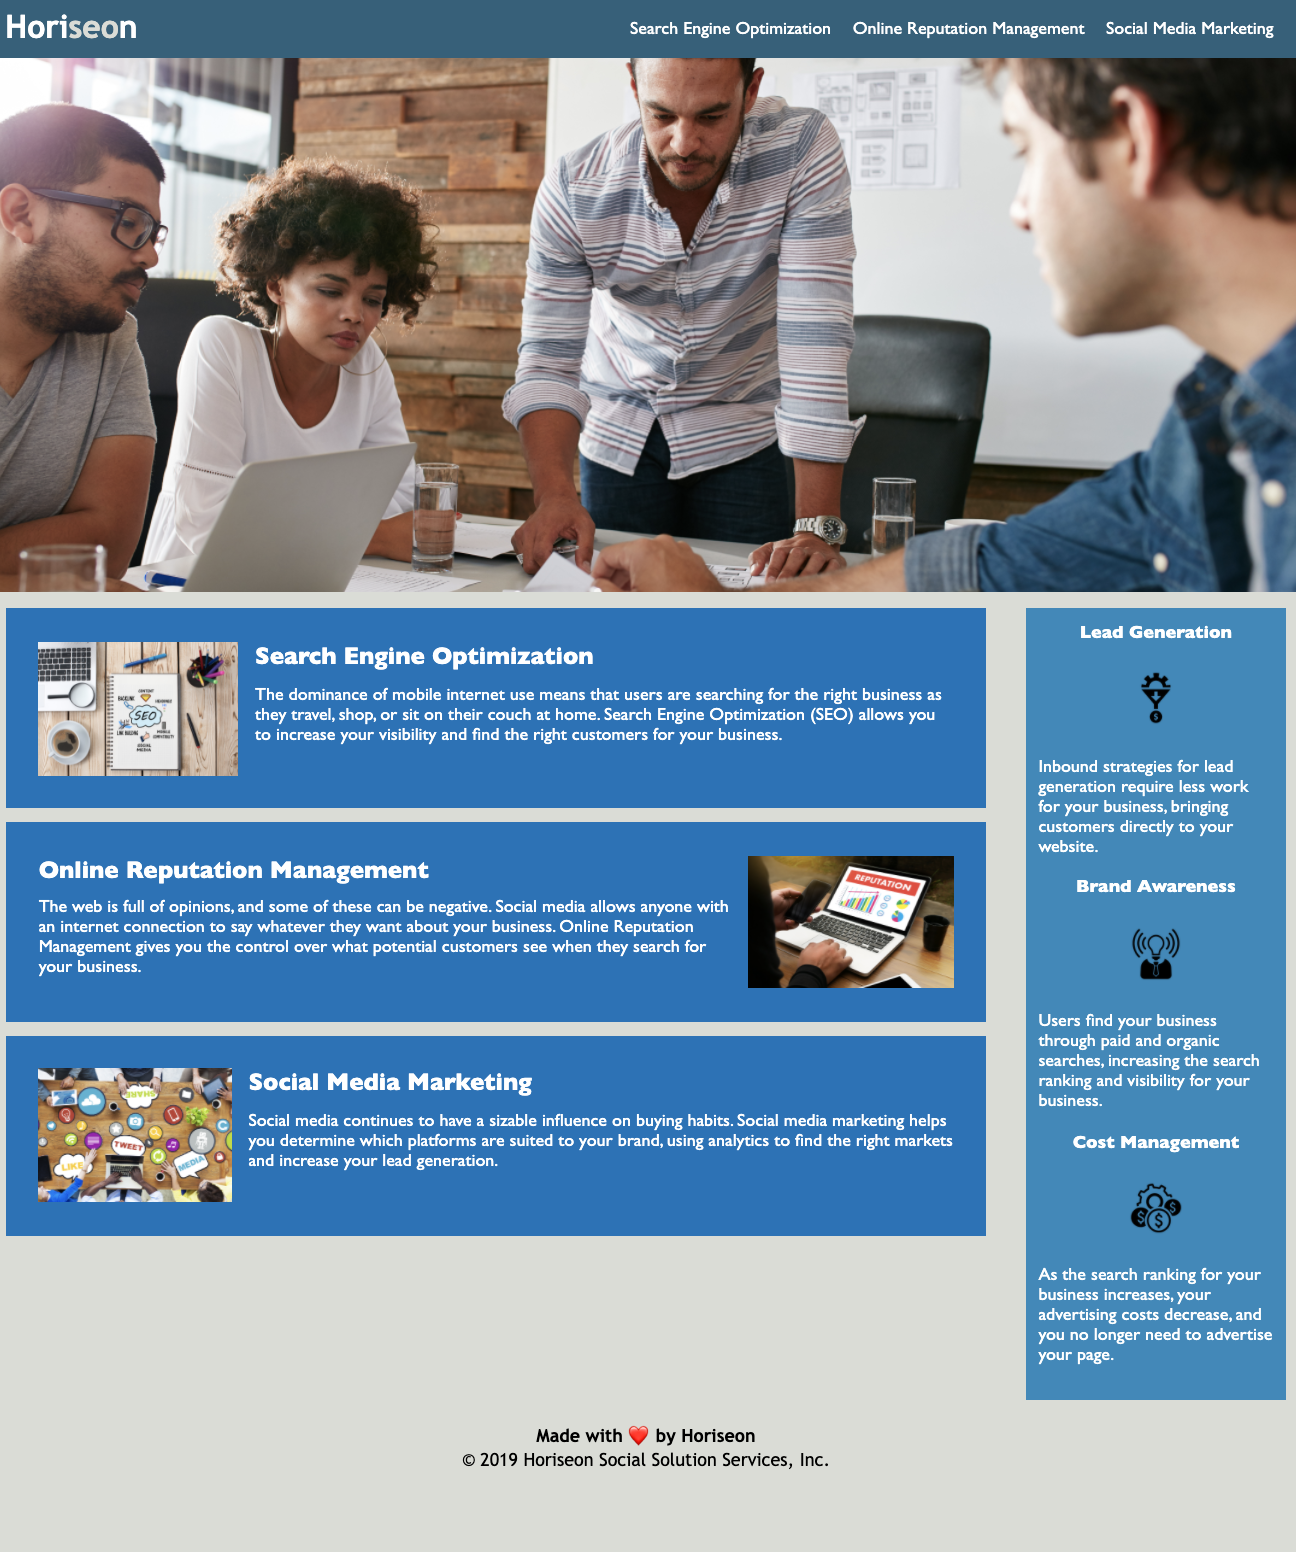 Horiseon
Search Engine Optimization
Online Reputation Management
Social Media Marketing
CONTENT
BACKLINK
SEO
LINK BUILDING
SOCIAL
MEDIA
Search Engine Optimization
The dominance of mobile internet use means that users are searching for the right business as
they travel, shop, or sit on their couch at home. Search Engine Optimization (SEO) allows you
to increase your visibility and find the right customers for your business.
Online Reputation Management
The web is full of opinions, and some of these can be negative. Social media allows anyone with
an internet connection to say whatever they want about your business. Online Reputation
Management gives you the control over what potential customers see when they search for
your business.
REPUTATION
SHARE
TWEET
LIKE
MEDIA
Social Media Marketing
Social media continues to have a sizable influence on buying habits. Social media marketing helps
you determine which platforms are suited to your brand, using analytics to find the right markets
and increase your lead generation.
Lead Generation
$
Inbound strategies for lead
generation require less work
for your business, bringing
customers directly to your
website.
Brand Awareness
Users find your business
through paid and organic
searches, increasing the search
ranking and visibility for your
business.
Cost Management
$ $ $
As the search ranking for your
business increases, your
advertising costs decrease, and
you no longer need to advertise
your page.
Made with ❤️ by Horiseon
© 2019 Horiseon Social Solution Services, Inc.